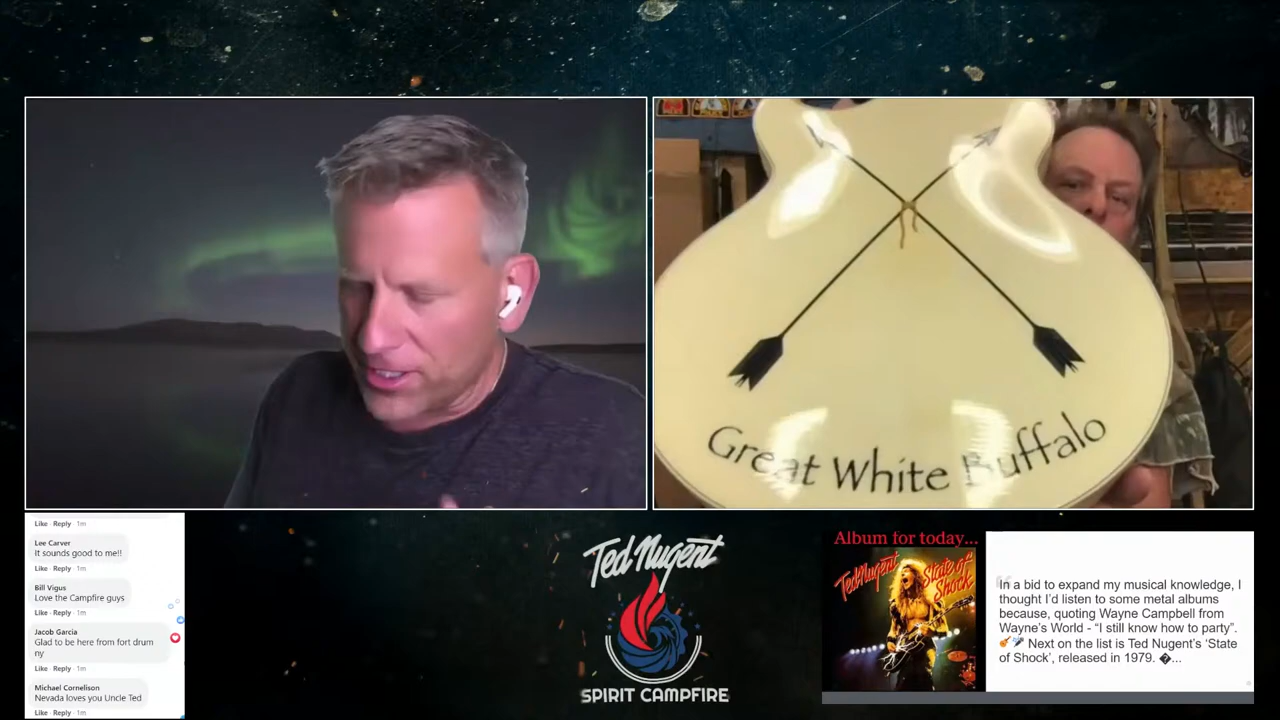 Great White Buffalo
Like · Reply · 1m
Lee Carver
It sounds good to me!!
Like · Reply · 1m
Bill Vigus
Love the Campfire guys
Like · Reply · 1m
Jacob Garcia
Glad to be here from fort drum
ny
Like · Reply · 1m
Michael Cornelison
Nevada loves you Uncle Ted
Like · Reply · 1m
Ted Nugent
SPIRIT CAMPFIRE
Album for today...
Ted Nugent
State of
Shock
In a bid to expand my musical knowledge, I
thought I'd listen to some metal albums
because, quoting Wayne Campbell from
Wayne's World - “I still know how to party”.
🎸🎤 Next on the list is Ted Nugent's ‘State
of Shock’, released in 1979. �...